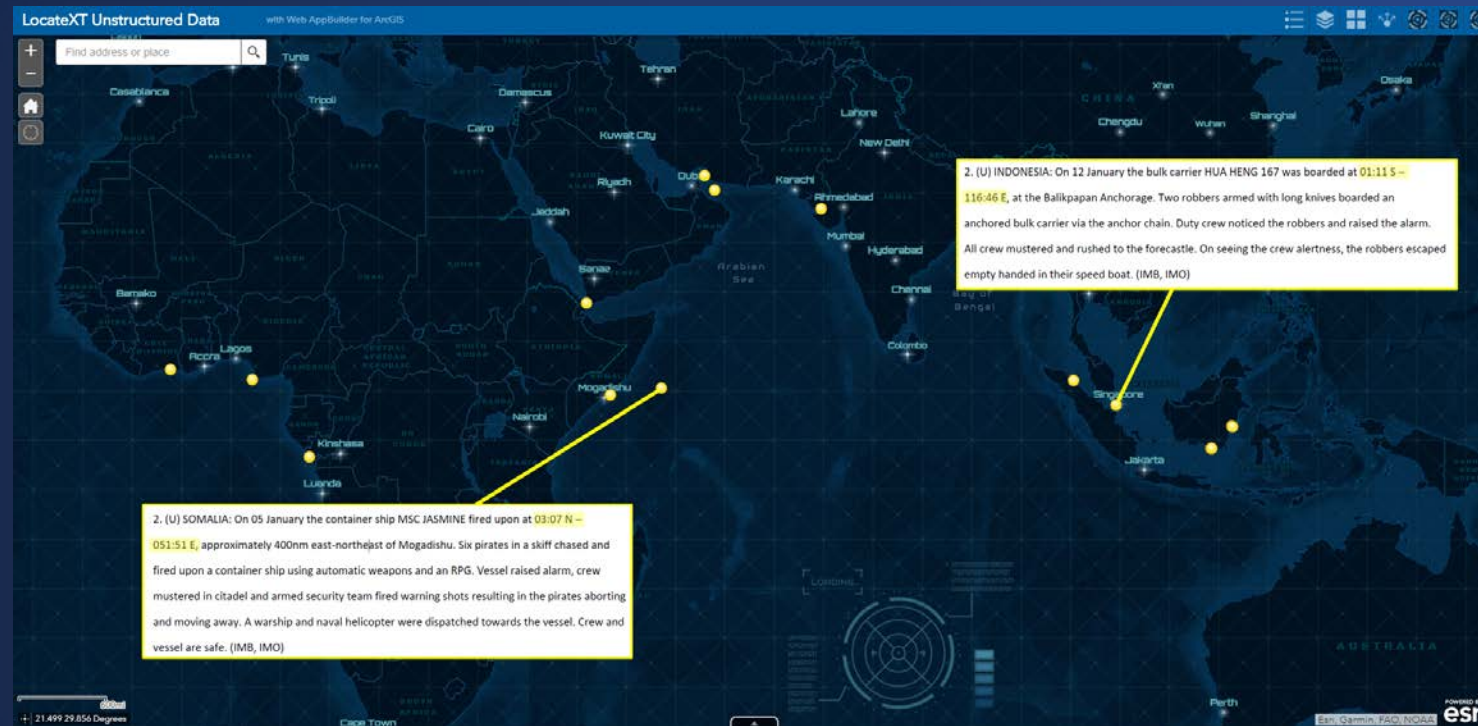 LocateXT Unstructured Data
with Web AppBuilder for ArcGIS
Find address or place
Tunis
Tehran
Osaka
Casablanca
Tripoli
Damascus
Lahore
CHINA
Xi'an
Chengdu
Wuhan
Shanghai
Cairo
Kuwait City
New Delhi
Riyadh
Dub
Karachi
Ahmedabad
INDIA
Jeddah
Mumbai
Hyderabad
Sanae
Arabian
Sea
Chennai
Bay of
Bengal
Bamako
Colombo
Accra
Lagos
Mogadishu
Nairobi
Singapore
Kinshasa
Jakarta
Luanda
2. (U) INDONESIA: On 12 January the bulk carrier HUA HENG 167 was boarded at 01:11 S –
116:46 E, at the Balikpapan Anchorage. Two robbers armed with long knives boarded an
anchored bulk carrier via the anchor chain. Duty crew noticed the robbers and raised the alarm.
All crew mustered and rushed to the forecastle. On seeing the crew alertness, the robbers escaped
empty handed in their speed boat. (IMB, IMO)
2. (U) SOMALIA: On 05 January the container ship MSC JASMINE fired upon at 03:07 N –
051:51 E, approximately 400nm east-northeast of Mogadishu. Six pirates in a skiff chased and
fired upon a container ship using automatic weapons and an RPG. Vessel raised alarm, crew
mustered in citadel and armed security team fired warning shots resulting in the pirates aborting
and moving away. A warship and naval helicopter were dispatched towards the vessel. Crew and
vessel are safe. (IMB, IMO)
LOADING
AUSTRALIA
Perth
Cape Town
600mi
21.499 29.856 Degrees
Esri, Garmin, FAO, NOAA
POWERED BY
esri